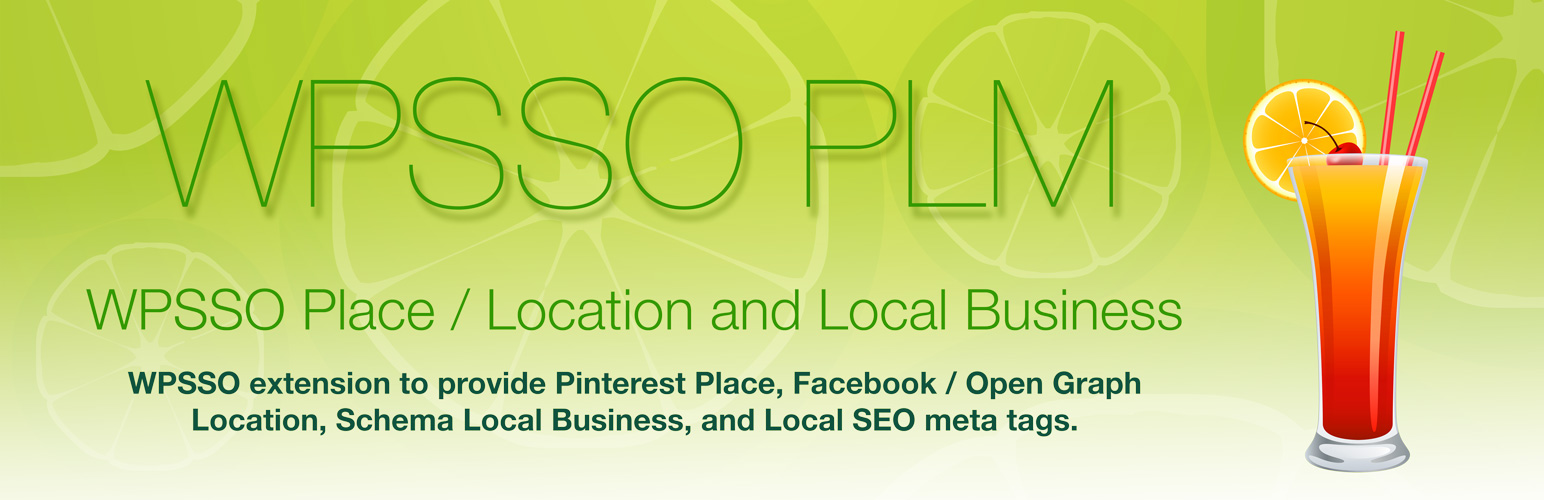 WPSSO PLM
WPSSO Place / Location and Local Business
WPSSO extension to provide Pinterest Place, Facebook / Open Graph
Location, Schema Local Business, and Local SEO meta tags.